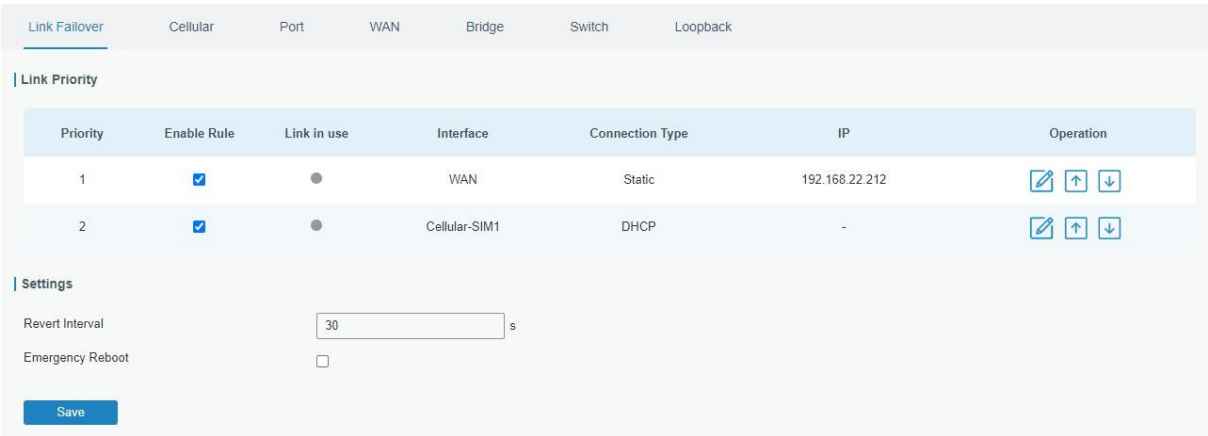 Link Failover Cellular Port WAN Bridge Switch Loopback
Link Priority
Priority Enable Rule Link in use Interface Connection Type IP Operation
1 WAN Static 192.168.22.212
2 Cellular-SIM1 DHCP -
Settings
Revert Interval 30 s
Emergency Reboot
Save